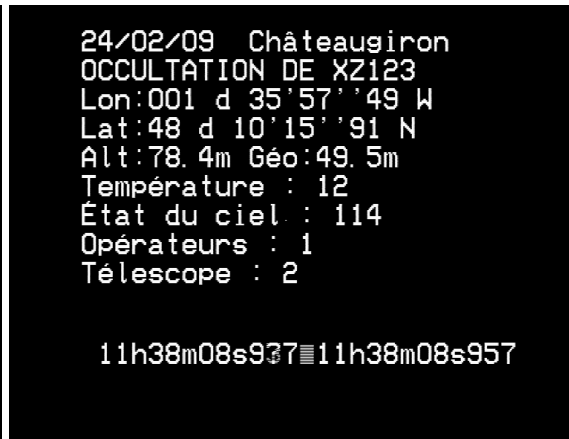 24/02/09 Châteaugiron
OCCULTATION DE XZ123
Lon:001 d 35'57''49 W
Lat:48 d 10'15''91 N
Alt:78.4m Géo:49.5m
Température : 12
État du ciel : 114
Opérateurs : 1
Télescope : 2
11h38m08s937 11h38m08s957